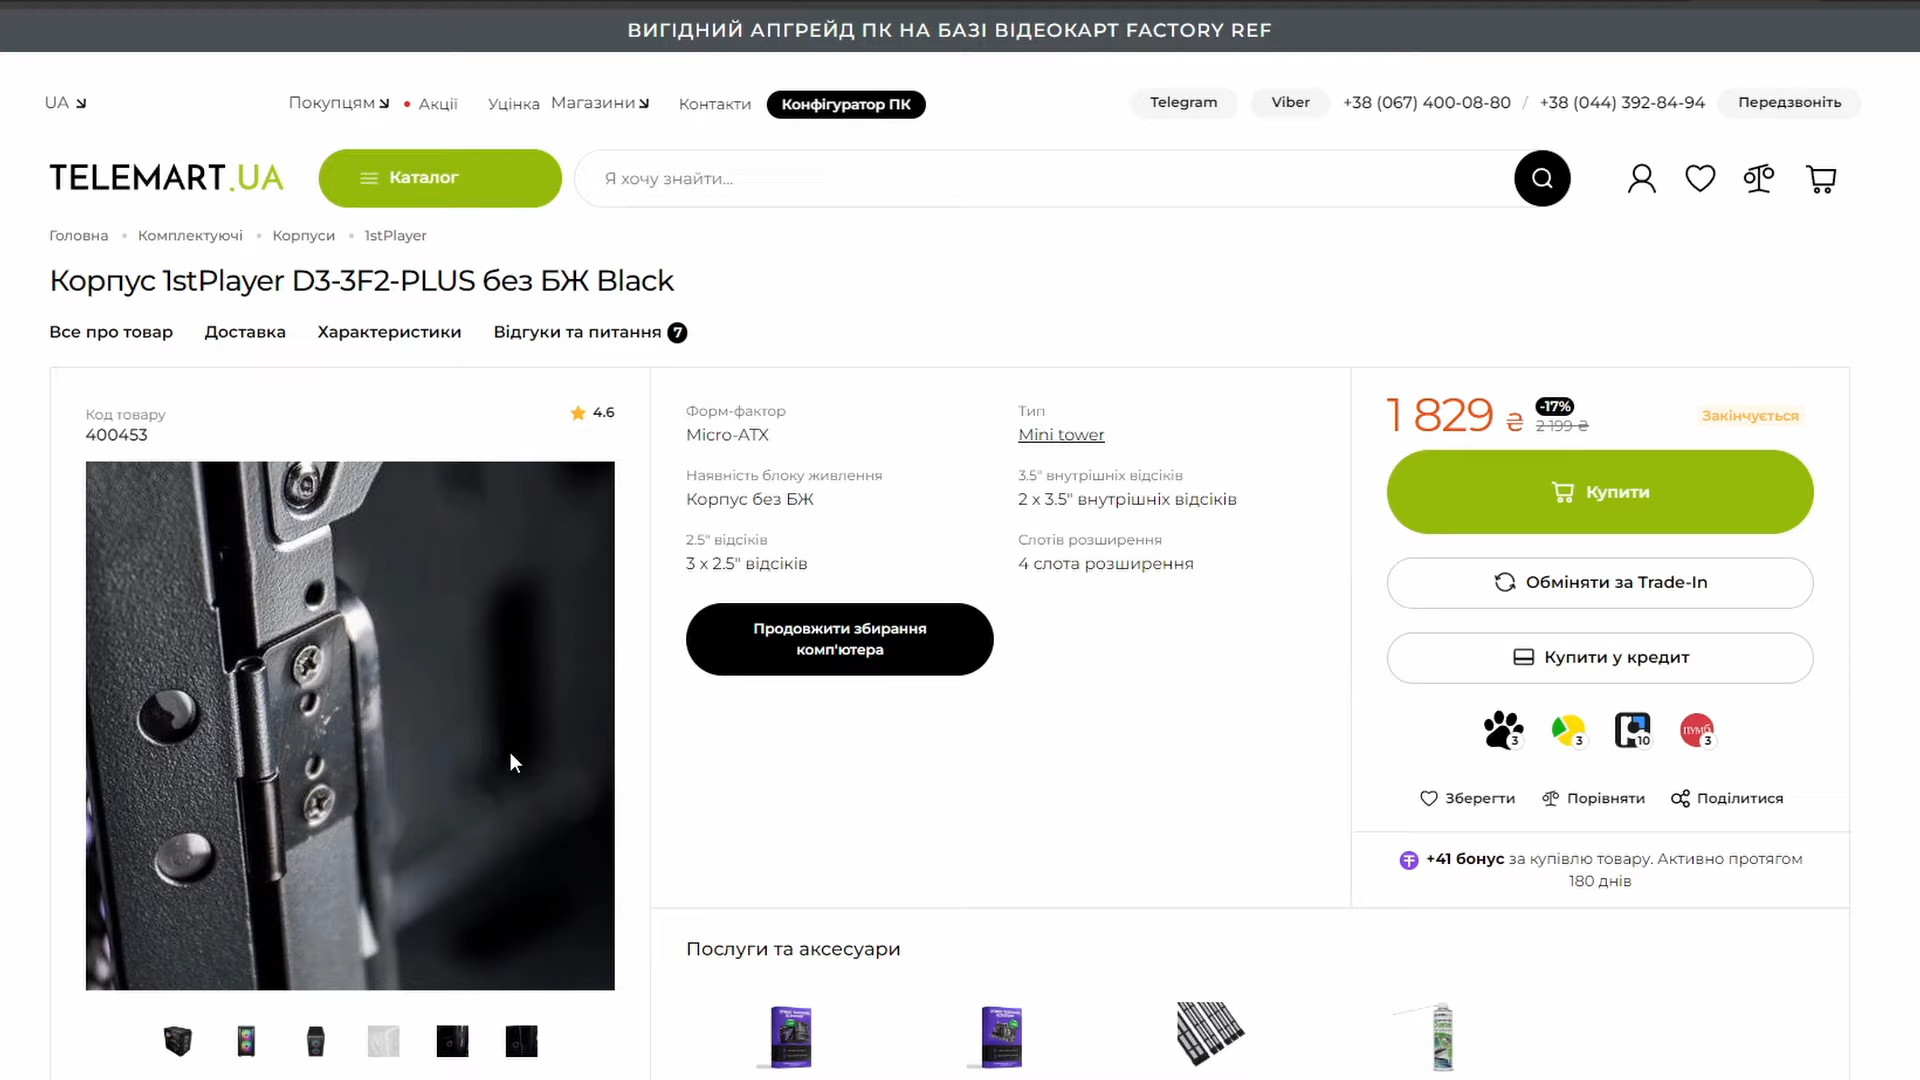 ВИГІДНИЙ АПГРЕЙД ПК НА БАЗІ ВІДЕОКАРТ FACTORY REF
UA
Покупцям
Акції
Уцінка
Магазини
Контакти
Конфігуратор ПК
Telegram
Viber
+38 (067) 400-08-80 / +38 (044) 392-84-94
Передзвоніть
TELEMART.UA
Каталог
Я хочу знайти...
Головна • Комплектуючі • Корпуси • 1stPlayer
Корпус 1stPlayer D3-3F2-PLUS без БЖ Black
Все про товар
Доставка
Характеристики
Відгуки та питання 7
Код товару
400453
4.6
Форм-фактор
Micro-ATX
Тип
Mini tower
Наявність блоку живлення
Корпус без БЖ
3.5" внутрішніх відсіків
2 x 3.5" внутрішніх відсіків
2.5" відсіків
3 x 2.5" відсіків
Слотів розширення
4 слота розширення
Продовжити збирання
комп'ютера
1 829 ₴
-17%
2 199 ₴
Закінчується
Купити
Обміняти за Trade-In
Купити у кредит
3
3
10
ПУМБ
3
Зберегти
Порівняти
Поділитися
+41 бонус за купівлю товару. Активно протягом
180 днів
Послуги та аксесуари